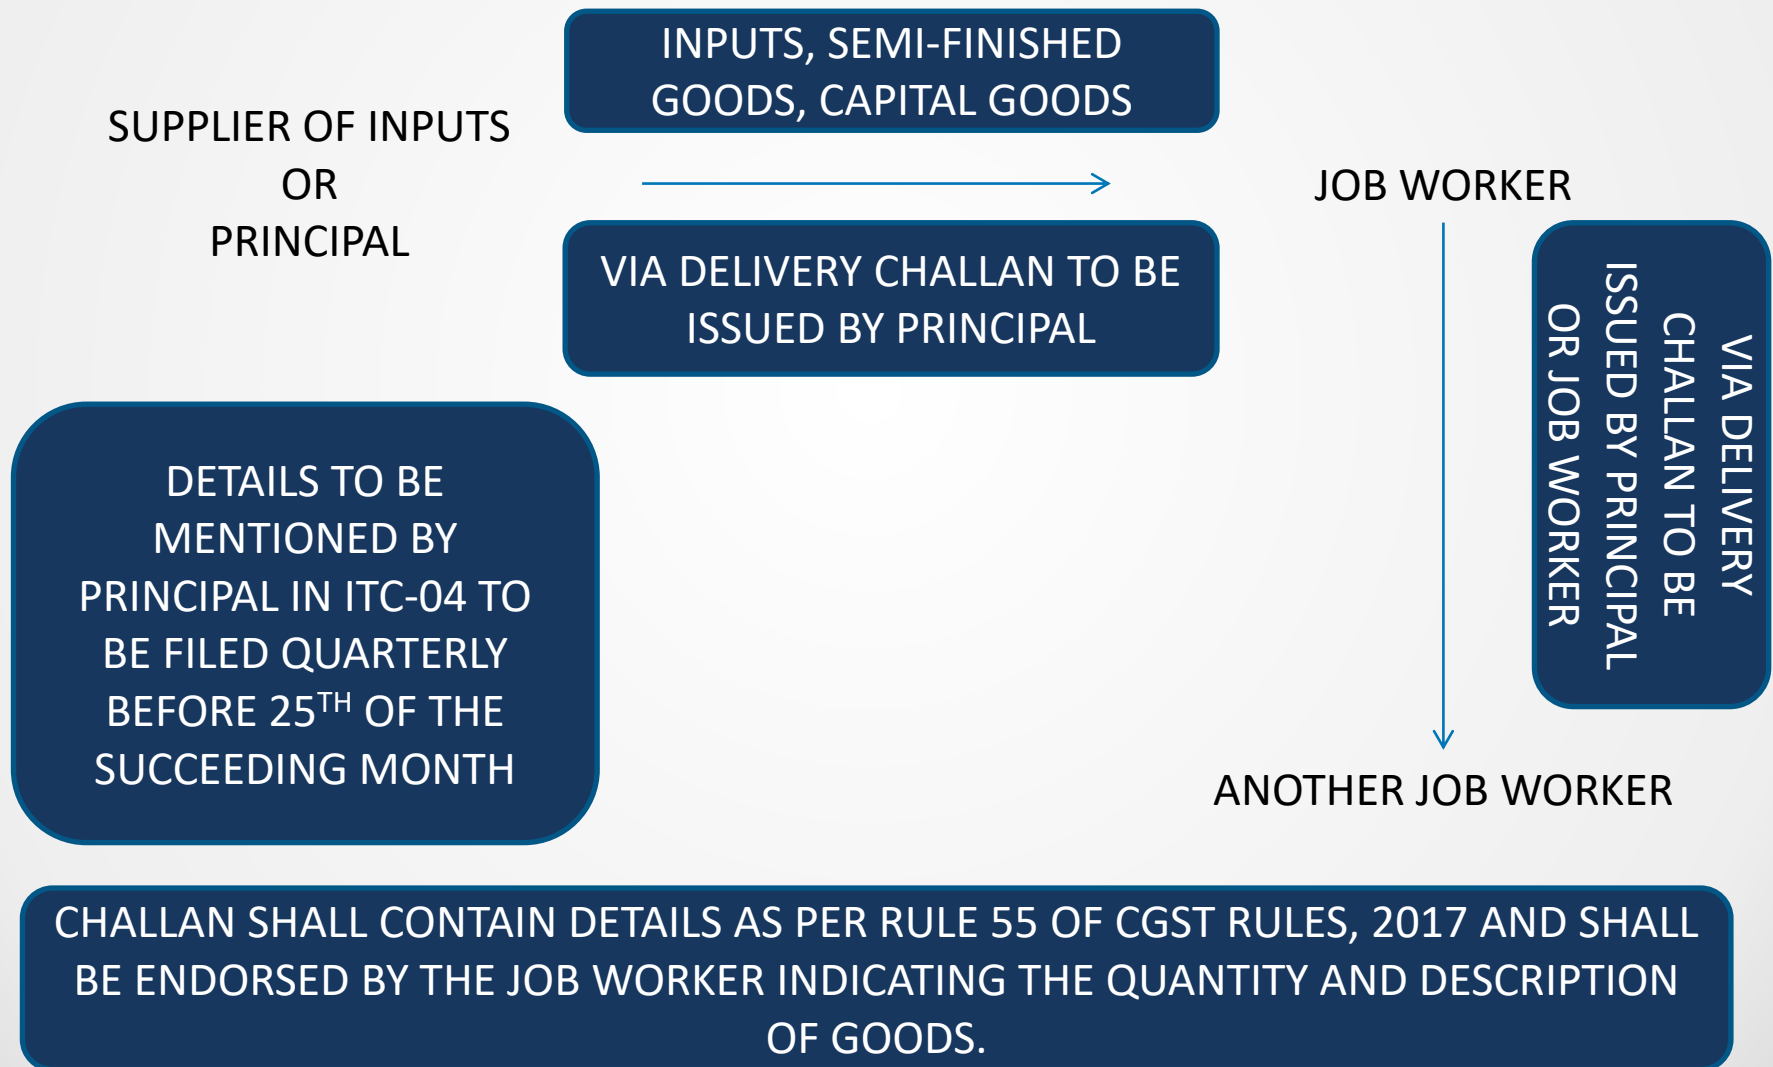 INPUTS, SEMI-FINISHED
GOODS, CAPITAL GOODS
SUPPLIER OF INPUTS
OR
PRINCIPAL
JOB WORKER
VIA DELIVERY CHALLAN TO BE
ISSUED BY PRINCIPAL
VIA DELIVERY
CHALLAN TO BE
ISSUED BY PRINCIPAL
OR JOB WORKER
DETAILS TO BE
MENTIONED BY
PRINCIPAL IN ITC-04 TO
BE FILED QUARTERLY
BEFORE 25TH OF THE
SUCCEEDING MONTH
ANOTHER JOB WORKER
CHALLAN SHALL CONTAIN DETAILS AS PER RULE 55 OF CGST RULES, 2017 AND SHALL
BE ENDORSED BY THE JOB WORKER INDICATING THE QUANTITY AND DESCRIPTION
OF GOODS.